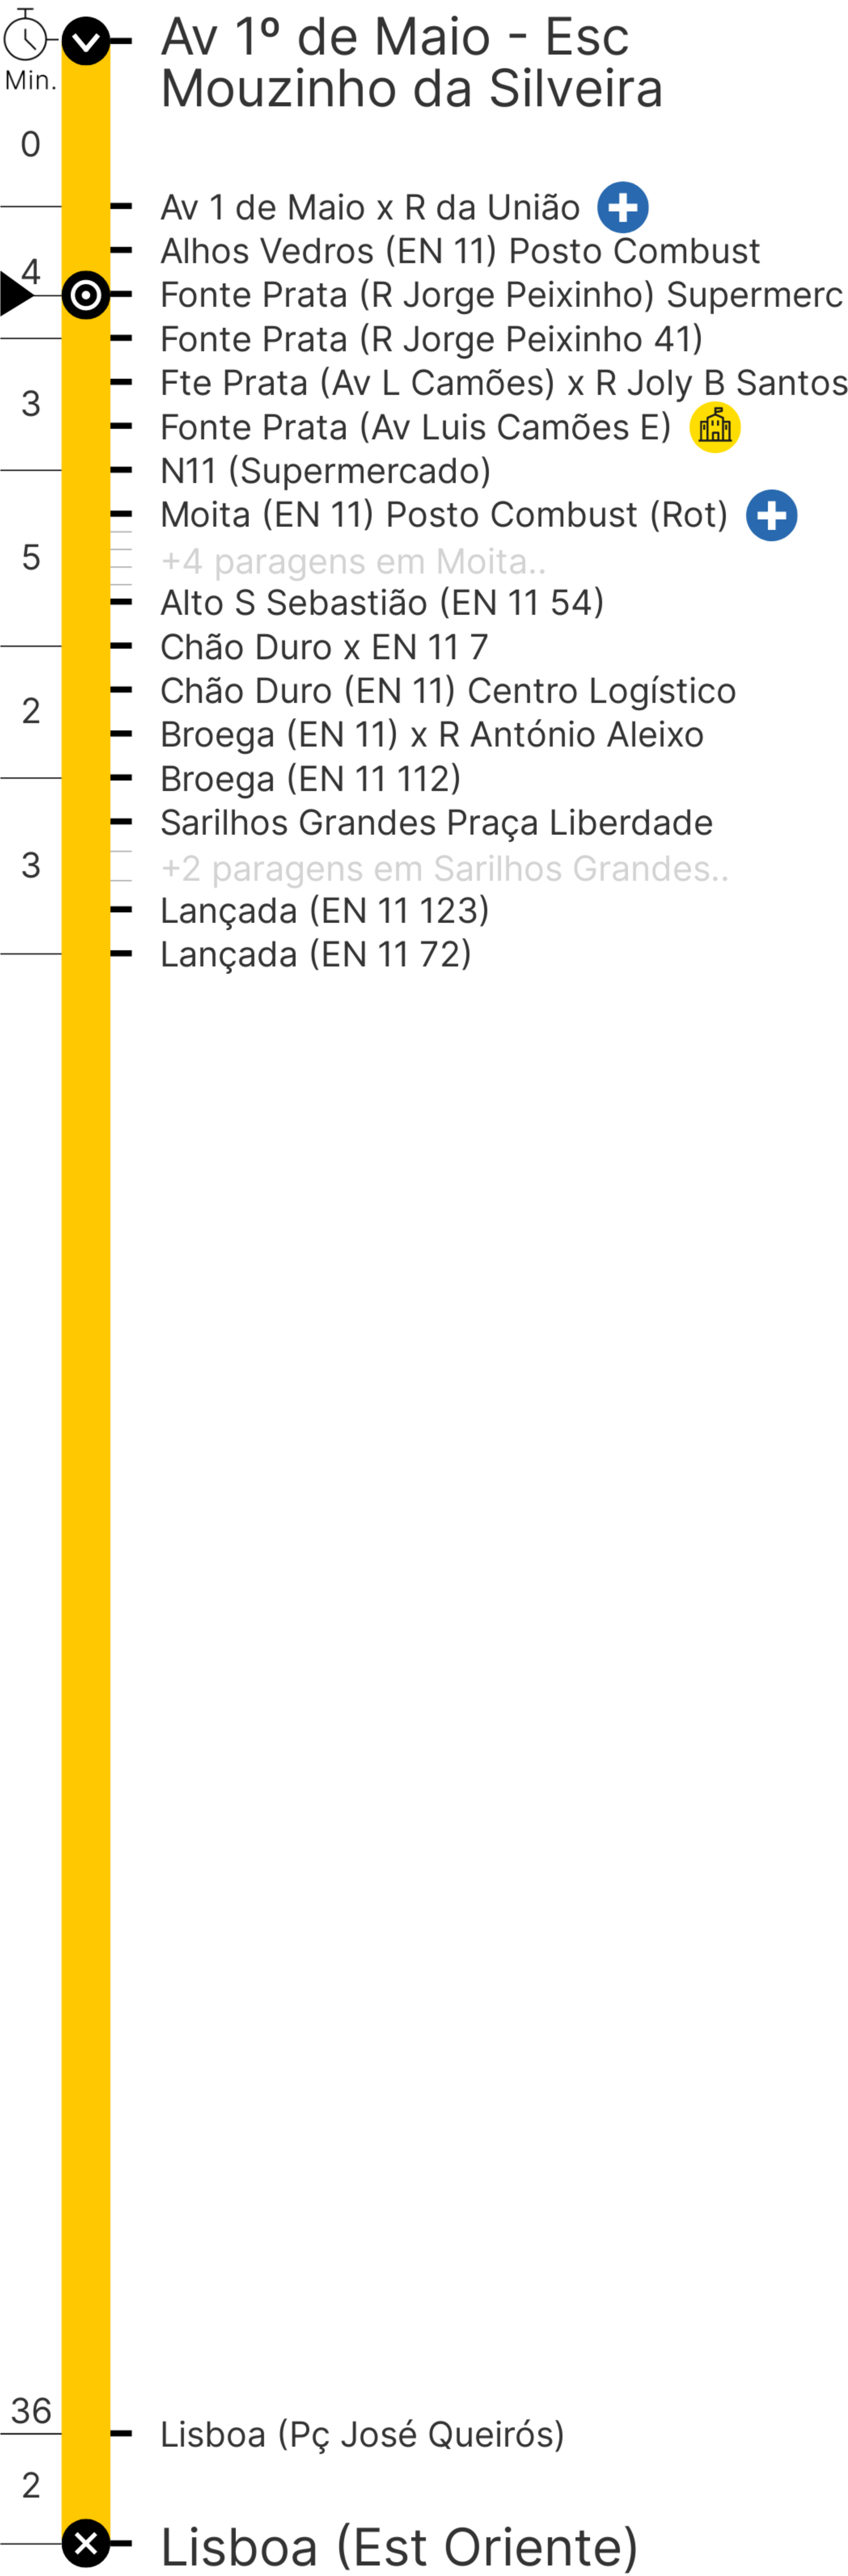 Av 1º de Maio - Esc
Mouzinho da Silveira
Min.
0
Av 1 de Maio x R da União
Alhos Vedros (EN 11) Posto Combust
4
Fonte Prata (R Jorge Peixinho) Supermerc
Fonte Prata (R Jorge Peixinho 41)
Fte Prata (Av L Camões) x R Joly B Santos
3
Fonte Prata (Av Luis Camões E)
N11 (Supermercado)
Moita (EN 11) Posto Combust (Rot)
5
+4 paragens em Moita..
Alto S Sebastião (EN 11 54)
Chão Duro x EN 11 7
Chão Duro (EN 11) Centro Logístico
2
Broega (EN 11) x R António Aleixo
Broega (EN 11 112)
Sarilhos Grandes Praça Liberdade
3
+2 paragens em Sarilhos Grandes..
Lançada (EN 11 123)
Lançada (EN 11 72)
36
Lisboa (Pç José Queirós)
2
Lisboa (Est Oriente)